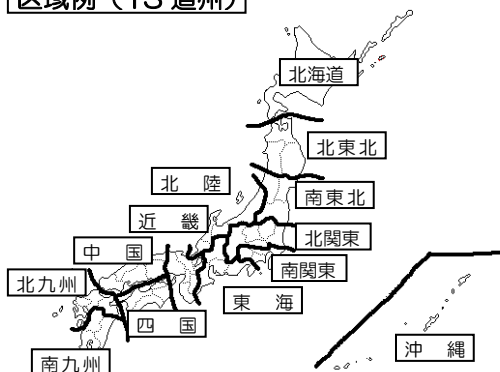 区域例(13 道州)
北海道
北東北
北 陸
南東北
近 畿
北関東
中 国
南関東
北九州
東 海
四 国
沖 縄
南九州